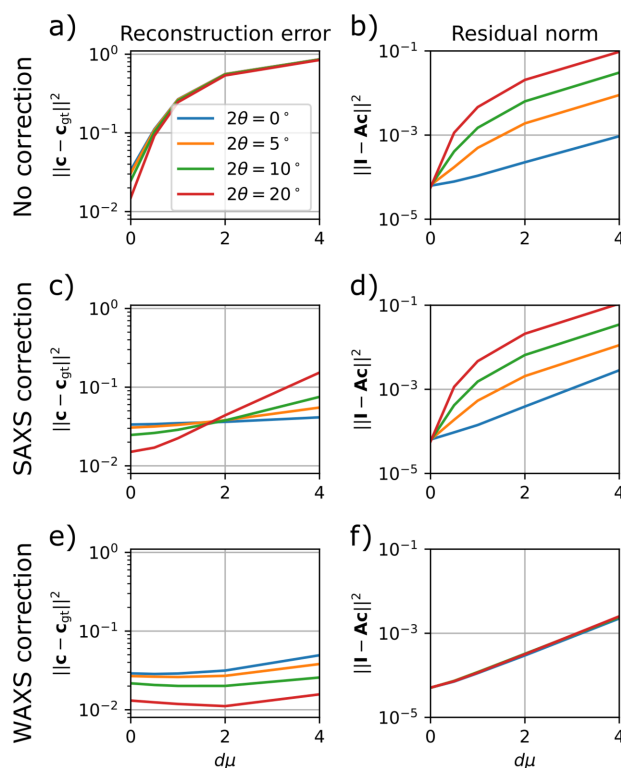 a) Reconstruction error
b) Residual norm
No correction
||c − c_gt||²
10⁰
10⁻¹
10⁻²
0 2 4
2θ = 0°
2θ = 5°
2θ = 10°
2θ = 20°
||I − Ac||²
10⁻¹
10⁻³
10⁻⁵
0 2 4
c)
d)
SAXS correction
||c − c_gt||²
10⁰
10⁻¹
10⁻²
0 2 4
||I − Ac||²
10⁻¹
10⁻³
10⁻⁵
0 2 4
e)
f)
WAXS correction
||c − c_gt||²
10⁰
10⁻¹
10⁻²
0 2 4
dμ
||I − Ac||²
10⁻¹
10⁻³
10⁻⁵
0 2 4
dμ